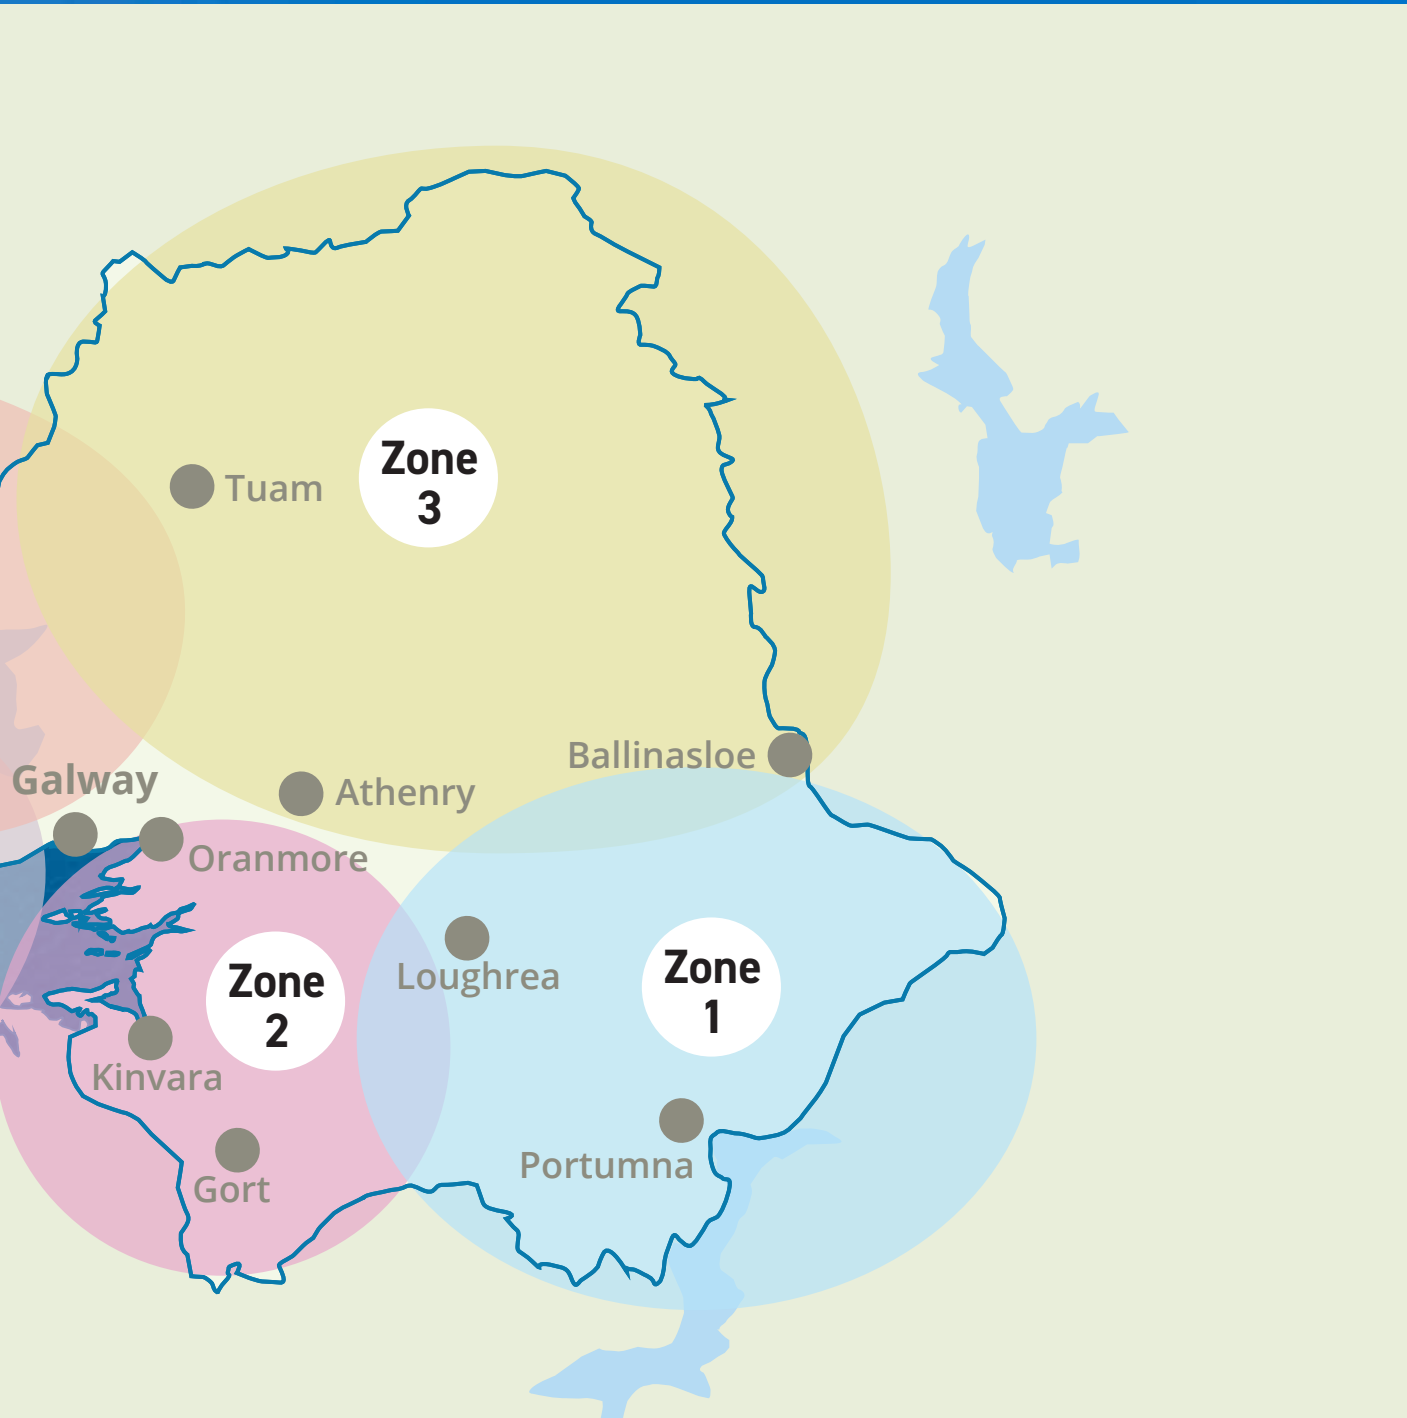 Zone
3
Tuam
Ballinasloe
Galway
Athenry
Oranmore
Zone
2
Loughrea
Zone
1
Kinvara
Portumna
Gort